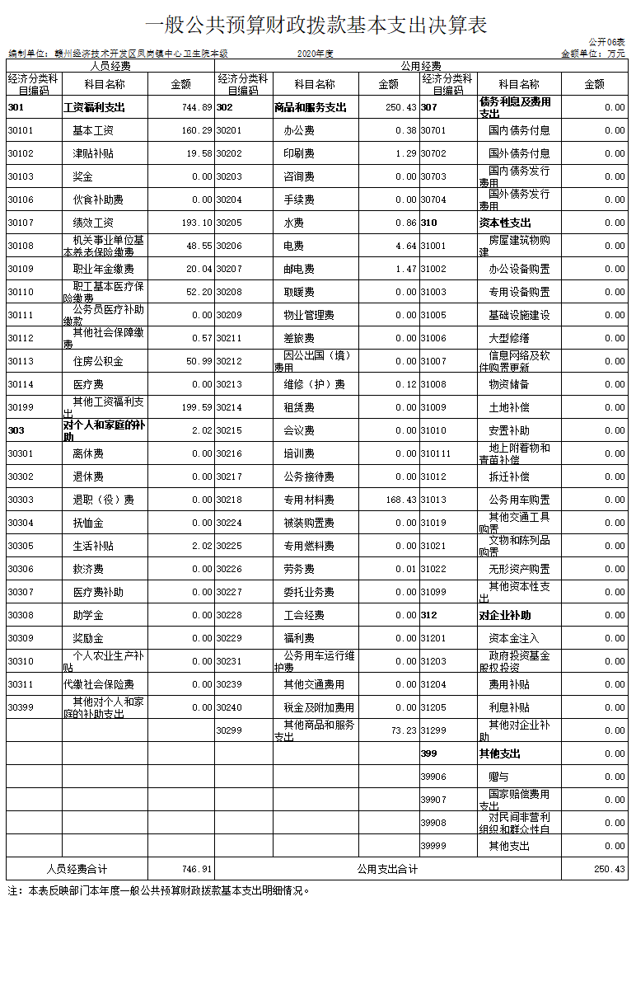 一般公共预算财政拨款基本支出决算表
公开06表
编制单位: 赣州经济技术开发区凤岗镇中心卫生院本级 2020年度 金额单位: 万元
人员经费 公用经费
经济分类科目编码 科目名称 金额 经济分类科目编码 科目名称 金额 经济分类科目编码 科目名称 金额
301 工资福利支出 744.89 302 商品和服务支出 250.43 307 债务利息及费用支出 0.00
30101 基本工资 160.29 30201 办公费 0.38 30701 国内债务付息 0.00
30102 津贴补贴 19.58 30202 印刷费 1.29 30702 国外债务付息 0.00
30103 奖金 0.00 30203 咨询费 0.00 30703 国内债务发行费用 0.00
30106 伙食补助费 0.00 30204 手续费 0.00 30704 国外债务发行费用 0.00
30107 绩效工资 193.10 30205 水费 0.86 310 资本性支出 0.00
30108 机关事业单位基本养老保险缴费 48.55 30206 电费 4.64 31001 房屋建筑物购建 0.00
30109 职业年金缴费 20.04 30207 邮电费 1.47 31002 办公设备购置 0.00
30110 职工基本医疗保险缴费 52.20 30208 取暖费 0.00 31003 专用设备购置 0.00
30111 公务员医疗补助缴款 0.00 30209 物业管理费 0.00 31005 基础设施建设 0.00
30112 其他社会保障缴费 0.57 30211 差旅费 0.00 31006 大型修缮 0.00
30113 住房公积金 50.99 30212 因公出国（境）费用 0.00 31007 信息网络及软件购置更新 0.00
30114 医疗费 0.00 30213 维修（护）费 0.12 31008 物资储备 0.00
30199 其他工资福利支出 199.59 30214 租赁费 0.00 31009 土地补偿 0.00
303 对个人和家庭的补助 2.02 30215 会议费 0.00 31010 安置补助 0.00
30301 离休费 0.00 30216 培训费 0.00 310111 地上附着物和青苗补偿 0.00
30302 退休费 0.00 30217 公务接待费 0.00 31012 拆迁补偿 0.00
30303 退职（役）费 0.00 30218 专用材料费 168.43 31013 公务用车购置 0.00
30304 抚恤金 0.00 30224 被装购置费 0.00 31019 其他交通工具购置 0.00
30305 生活补贴 2.02 30225 专用燃料费 0.00 31021 文物和陈列品购置 0.00
30306 救济费 0.00 30226 劳务费 0.01 31022 无形资产购置 0.00
30307 医疗费补助 0.00 30227 委托业务费 0.00 31099 其他资本性支出 0.00
30308 助学金 0.00 30228 工会经费 0.00 312 对企业补助 0.00
30309 奖励金 0.00 30229 福利费 0.00 31201 资本金注入 0.00
30310 个人农业生产补贴 0.00 30231 公务用车运行维护费 0.00 31203 政府投资基金股权投资 0.00
30311 代缴社会保险费 0.00 30239 其他交通费用 0.00 31204 费用补贴 0.00
30399 其他对个人和家庭的补助支出 0.00 30240 税金及附加费用 0.00 31205 利息补贴 0.00
30299 其他商品和服务支出 73.23 31299 其他对企业补助 0.00
399 其他支出 0.00
39906 赠与 0.00
39907 国家赔偿费用支出 0.00
39908 对民间非营利组织和群众性自 0.00
39999 其他支出 0.00
人员经费合计 746.91 公用支出合计 250.43
注: 本表反映部门本年度一般公共预算财政拨款基本支出明细情况。